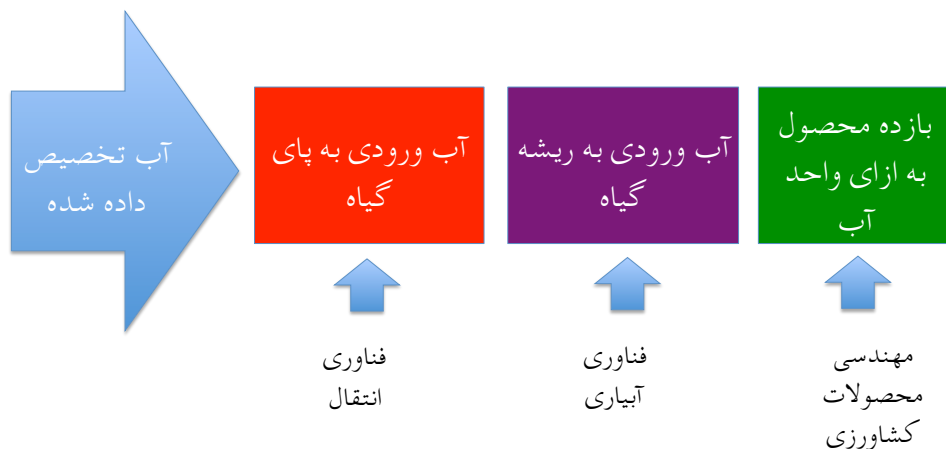 آب تخصیص
داده شده
آب ورودی به پای
گیاه
آب ورودی به ریشه
گیاه
بازده محصول
به ازای واحد
آب
فناوری
انتقال
فناوری
آبیاری
مهندسی
محصولات
کشاورزی